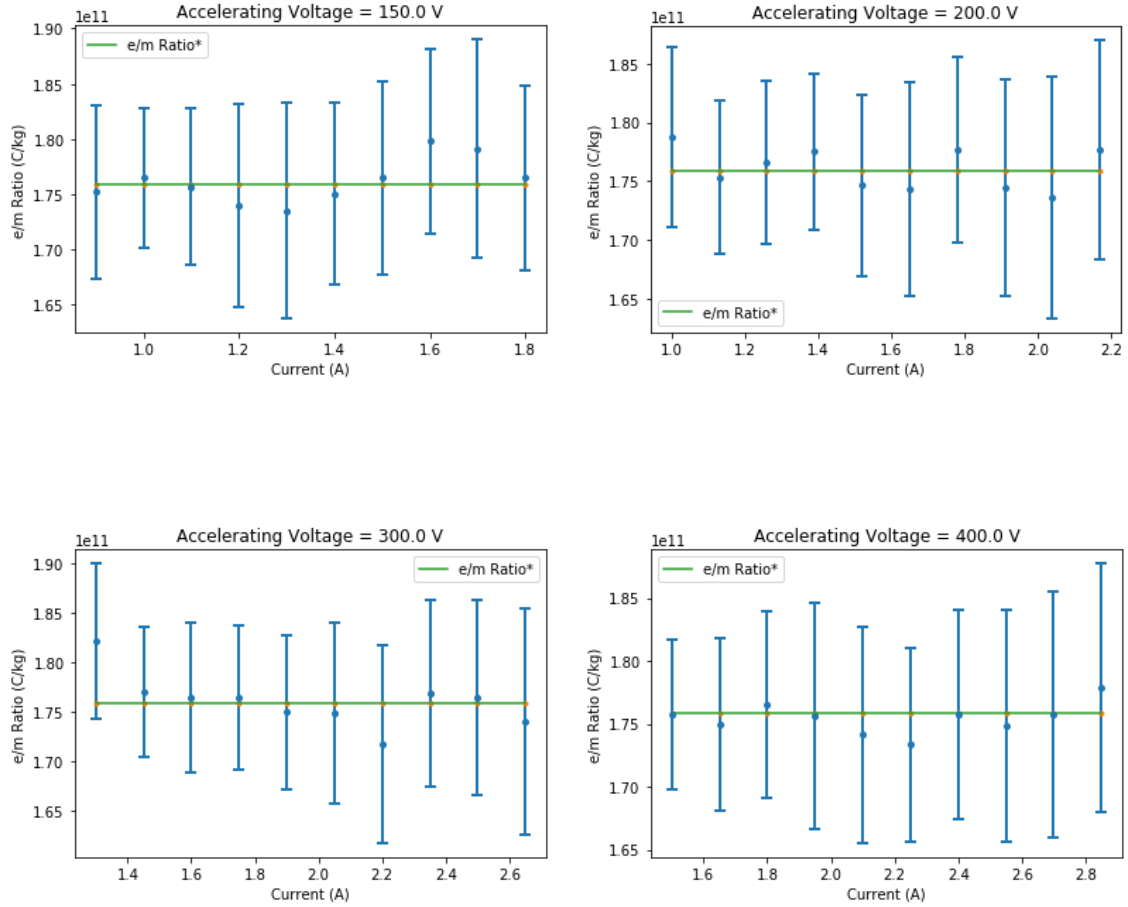 Accelerating Voltage = 150.0 V
1e11
1.90
1.85
1.80
1.75
1.70
1.65
e/m Ratio (C/kg)
e/m Ratio*
1.0
1.2
1.4
1.6
1.8
Current (A)
Accelerating Voltage = 200.0 V
1e11
1.85
1.80
1.75
1.70
1.65
e/m Ratio (C/kg)
e/m Ratio*
1.0
1.2
1.4
1.6
1.8
2.0
2.2
Current (A)
Accelerating Voltage = 300.0 V
1e11
1.90
1.85
1.80
1.75
1.70
1.65
e/m Ratio (C/kg)
e/m Ratio*
1.4
1.6
1.8
2.0
2.2
2.4
2.6
Current (A)
Accelerating Voltage = 400.0 V
1e11
1.85
1.80
1.75
1.70
1.65
e/m Ratio (C/kg)
e/m Ratio*
1.6
1.8
2.0
2.2
2.4
2.6
2.8
Current (A)